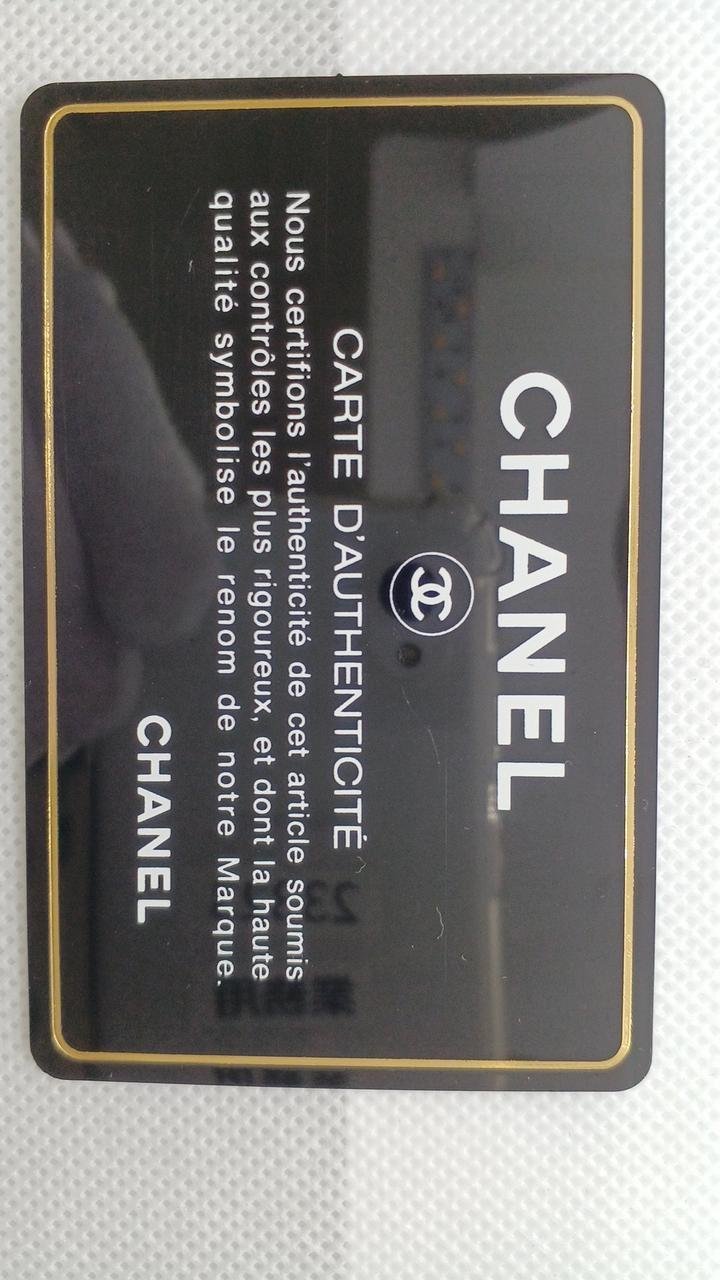 CHANEL
CARTE D'AUTHENTICITÉ
Nous certifions l'authenticité de cet article soumis
aux contrôles les plus rigoureux, et dont la haute
qualité symbolise le renom de notre Marque.
CHANEL